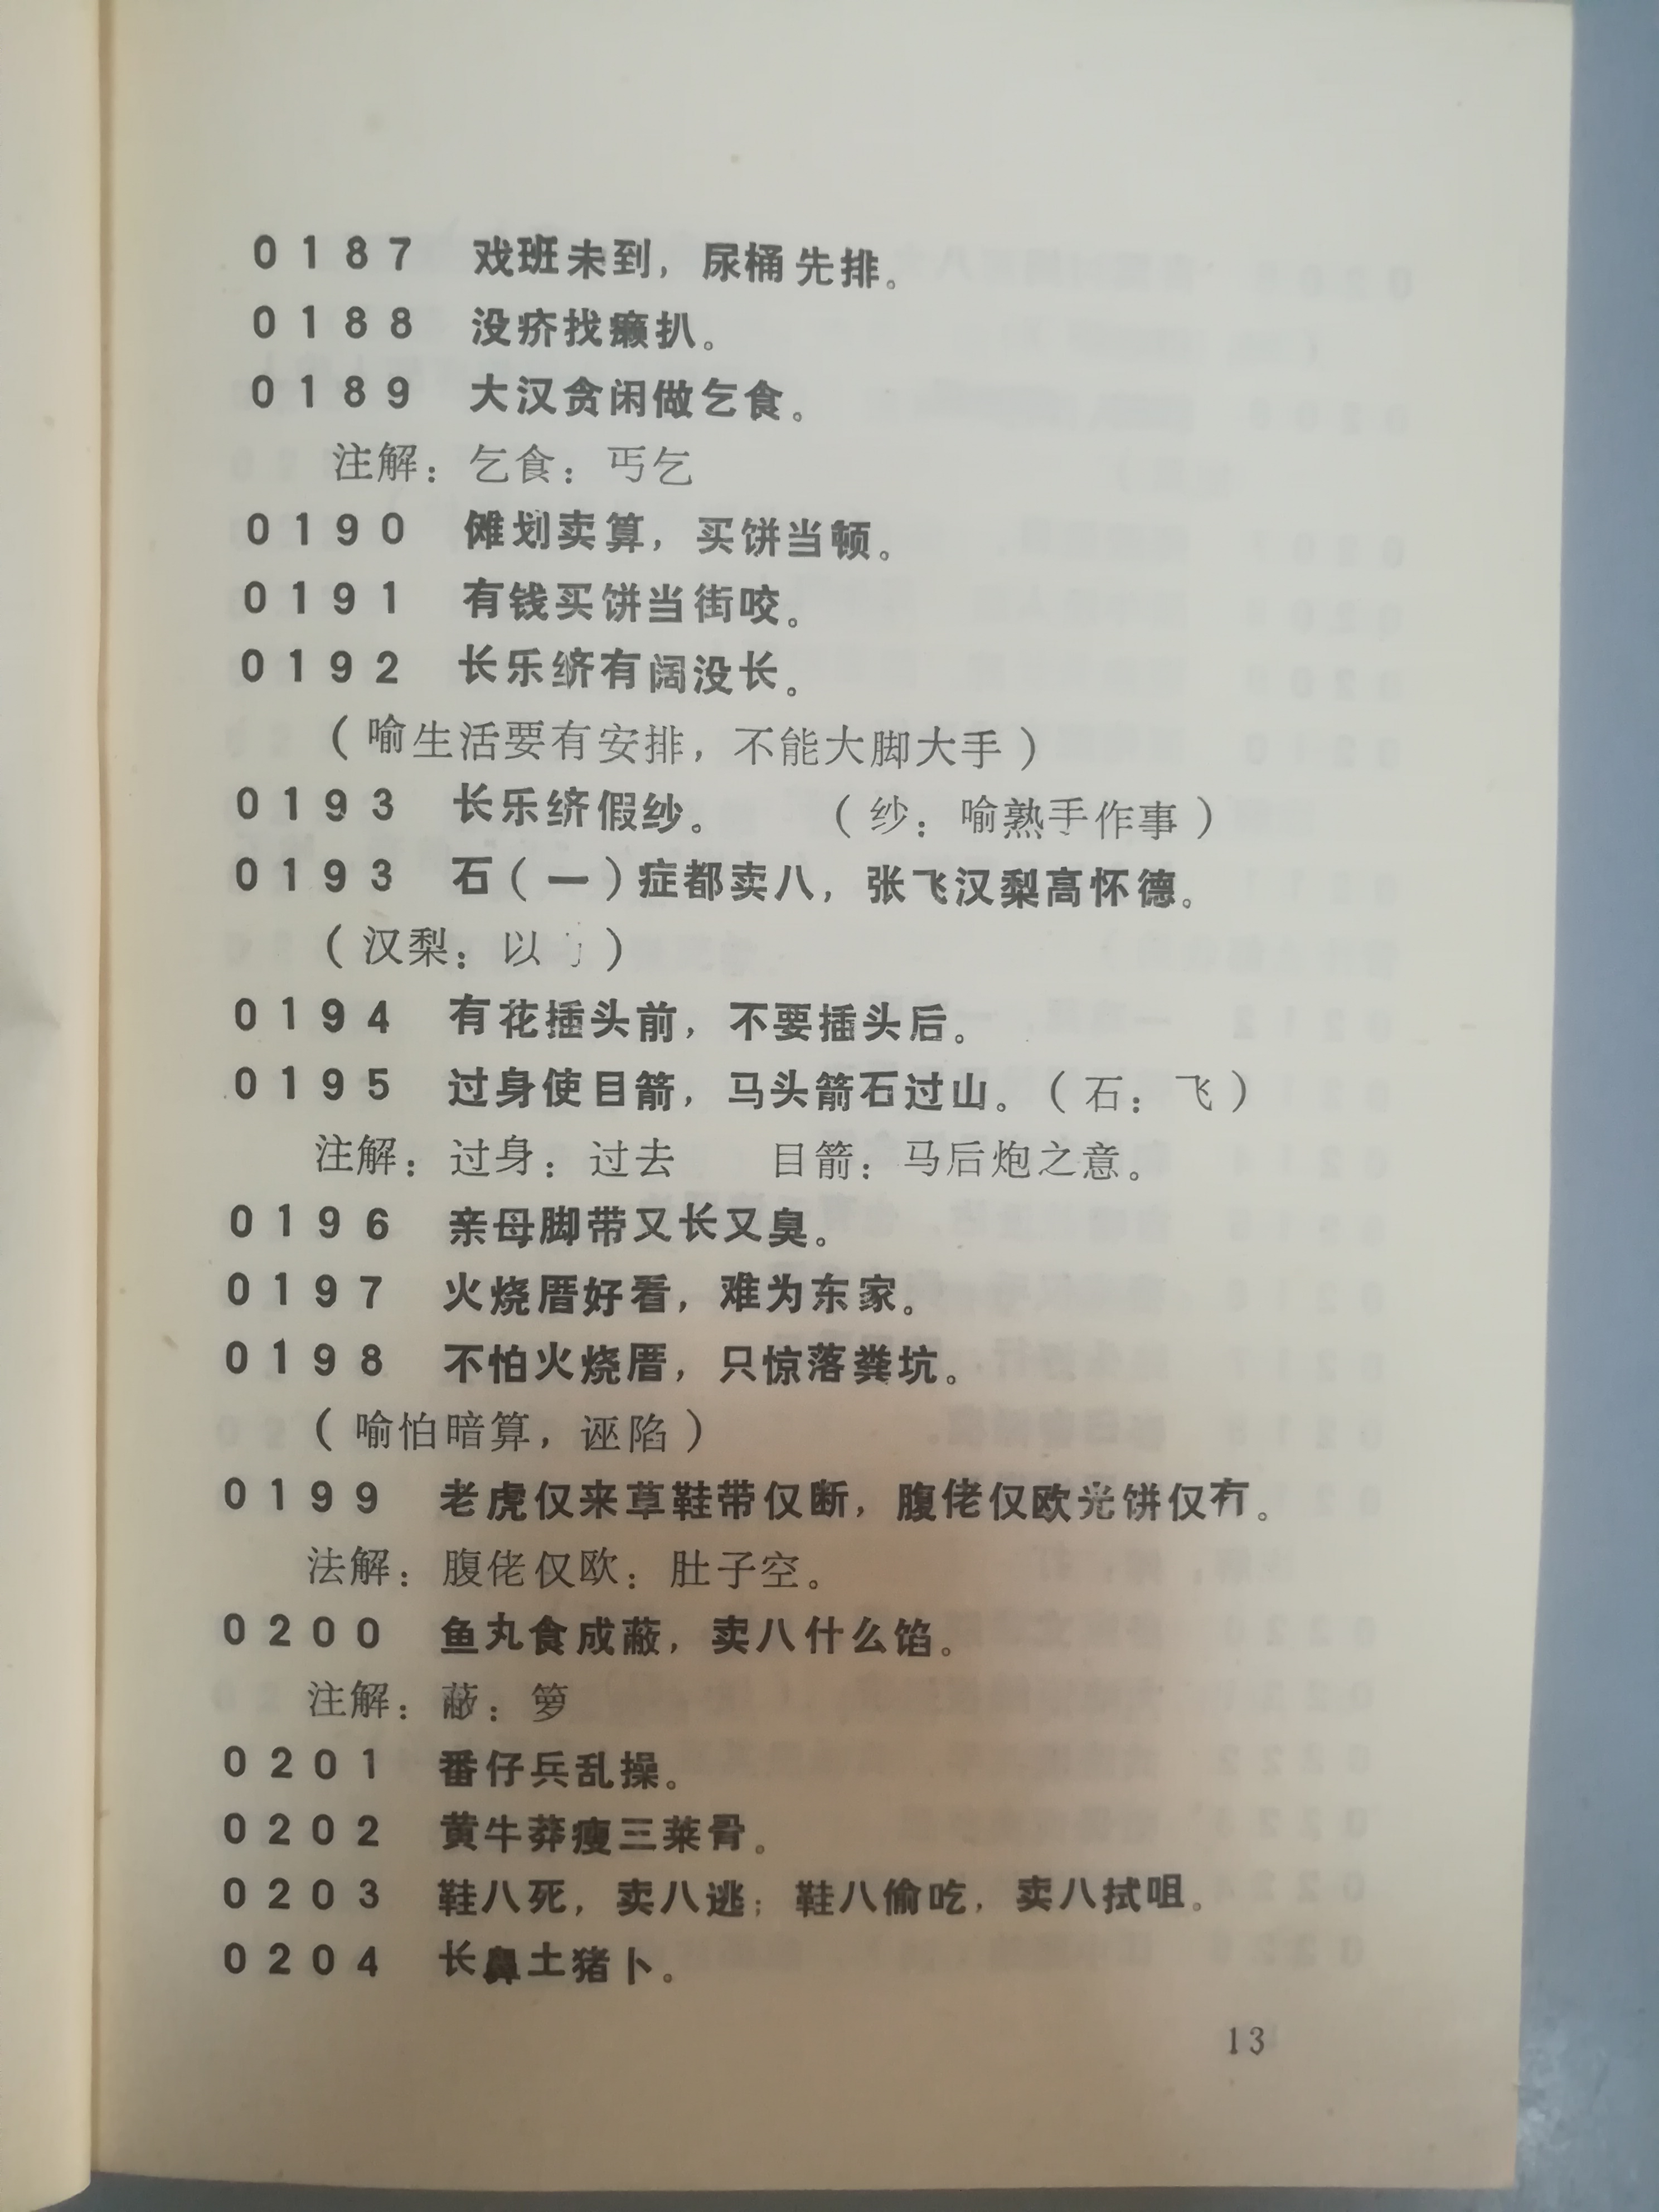 0187 戏班未到，尿桶先排。
0188 没疥找癞扒。
0189 大汉贪闲做乞食。
注解：乞食：丐乞
0190 傩划卖算，买饼当顿。
0191 有钱买饼当街咬。
0192 长乐绩有阔没长。
（喻生活要有安排，不能大脚大手）
0193 长乐绩假纱。 （纱：喻熟手作事）
0193 石（一）症都卖八，张飞汉梨高怀德。
（汉梨：以 ）
0194 有花插头前，不要插头后。
0195 过身使目箭，马头箭石过山。（石：飞）
注解：过身：过去 目箭：马后炮之意。
0196 亲母脚带又长又臭。
0197 火烧厝好看，难为东家。
0198 不怕火烧厝，只惊落粪坑。
（喻怕暗算，诬陷）
0199 老虎仅来草鞋带仅断，腹佬仅欧光饼仅冇。
法解：腹佬仅欧：肚子空。
0200 鱼丸食成蔽，卖八什么馅。
注解：蔽：箩
0201 番仔兵乱操。
0202 黄牛莽瘦三莱骨。
0203 鞋八死，卖八逃；鞋八偷吃，卖八拭咀。
0204 长鼻土猪卜。
13